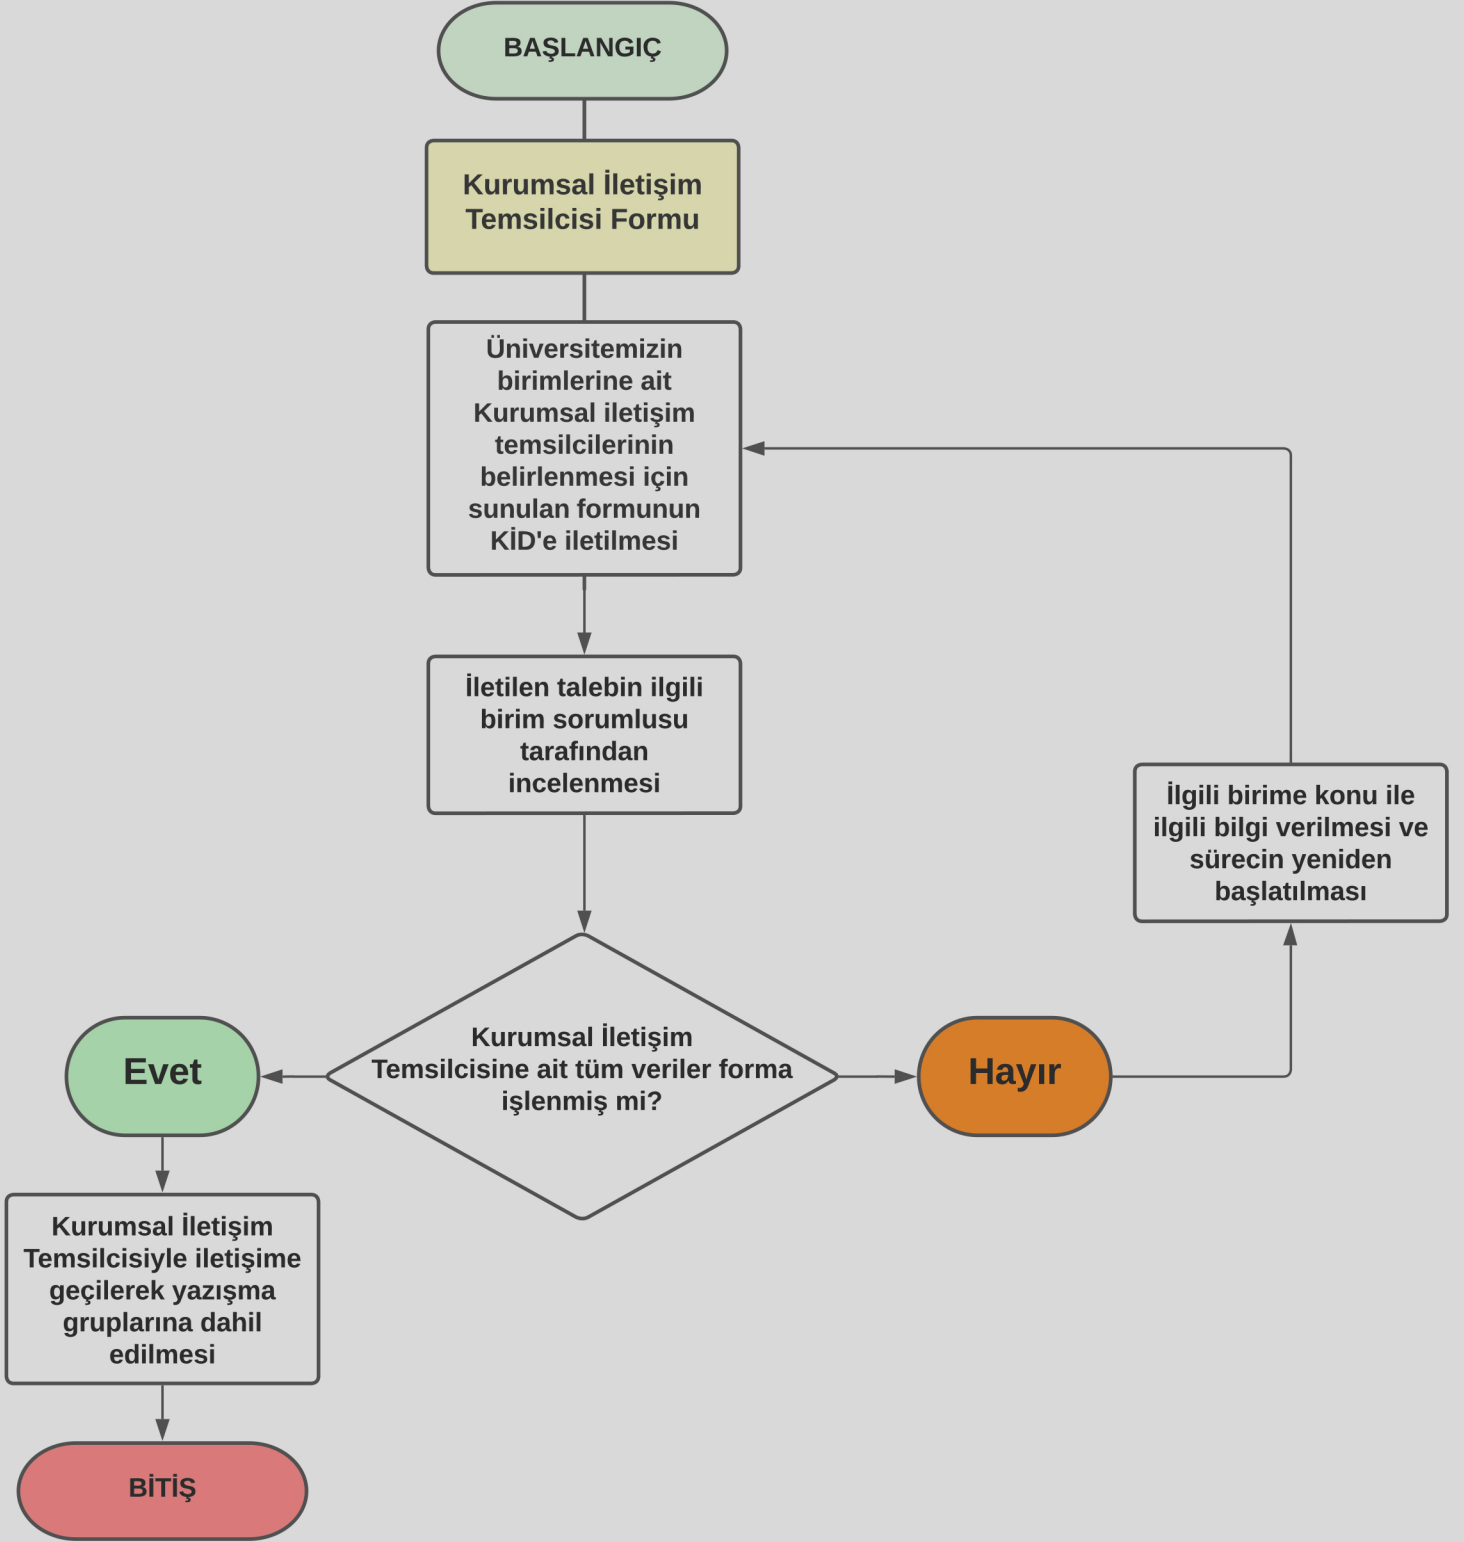 BAŞLANGIÇ
Kurumsal İletişim
Temsilcisi Formu
Üniversitemizin
birimlerine ait
Kurumsal iletişim
temsilcilerinin
belirlenmesi için
sunulan formunun
KİD'e iletilmesi
İletilen talebin ilgili
birim sorumlusu
tarafından
incelenmesi
İlgili birime konu ile
ilgili bilgi verilmesi ve
sürecin yeniden
başlatılması
Kurumsal İletişim
Temsilcisine ait tüm veriler forma
işlenmiş mi?
Evet
Hayır
Kurumsal İletişim
Temsilcisiyle iletişime
geçilerek yazışma
gruplarına dahil
edilmesi
BİTİŞ